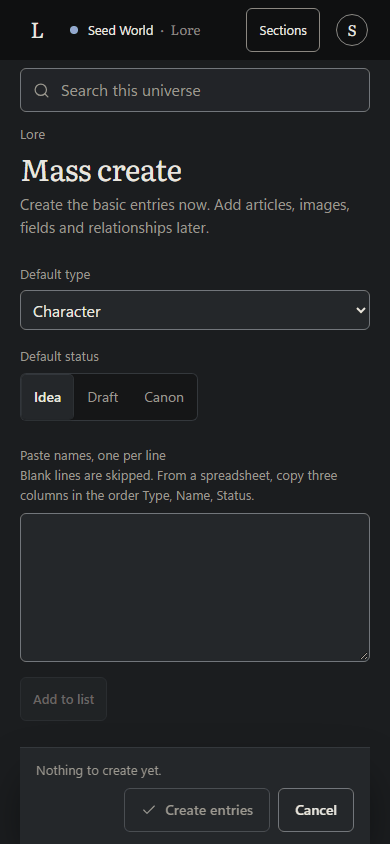 L
Seed World · Lore
Sections
S
Search this universe
Lore
Mass create
Create the basic entries now. Add articles, images,
fields and relationships later.
Default type
Character
Default status
Idea
Draft
Canon
Paste names, one per line
Blank lines are skipped. From a spreadsheet, copy three
columns in the order Type, Name, Status.
Add to list
Nothing to create yet.
Create entries
Cancel